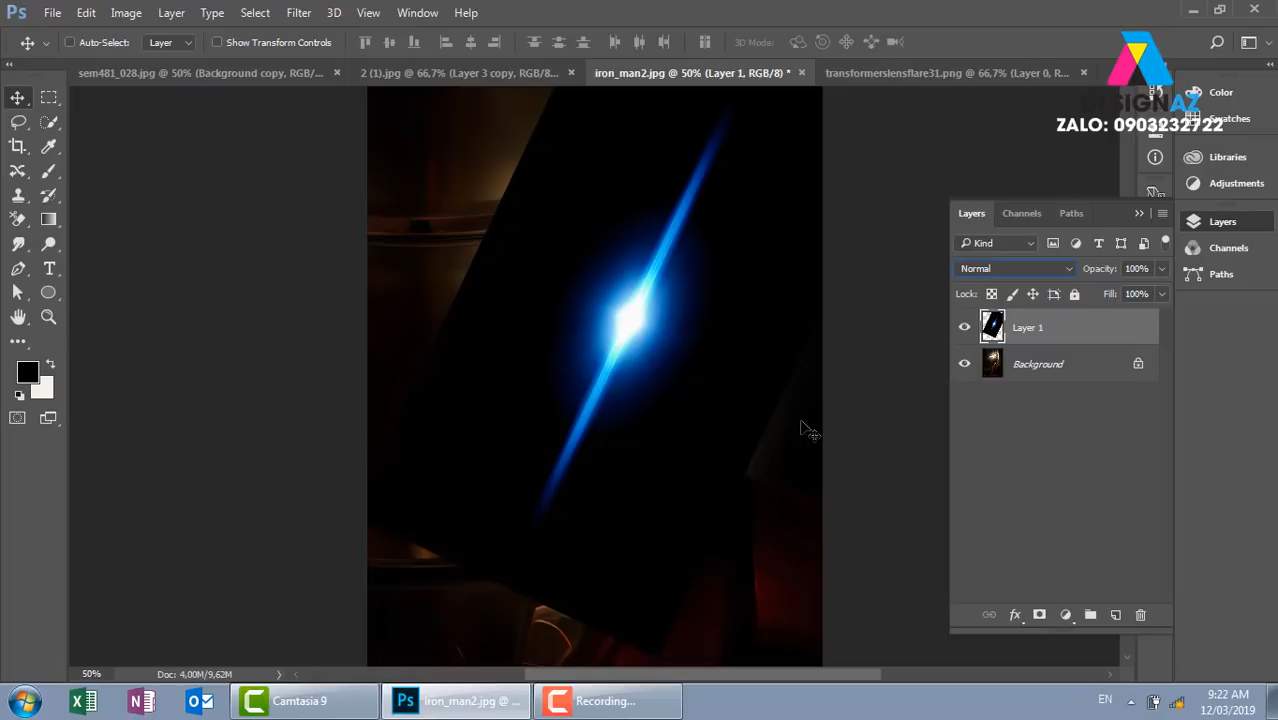 Ps File Edit Image Layer Type Select Filter 3D View Window Help
Auto-Select: Layer Show Transform Controls 3D Mode:
sem481_028.jpg @ 50% (Background copy, RGB/... × 2 (1).jpg @ 66,7% (Layer 3 copy, RGB/8... × iron_man2.jpg @ 50% (Layer 1, RGB/8) * × transformerslensflare31.png @ 66,7% (Layer 0, R... ×
DESIGNAZ
ZALO: 0903232722
Color
Swatches
Libraries
Adjustments
Layers
Channels
Paths
Layers Channels Paths
Kind
Normal Opacity: 100%
Lock: Fill: 100%
Layer 1
Background
50% Doc: 4,00M/9,62M
Camtasia 9
Ps iron_man2.jpg @ ...
Recording...
EN
9:22 AM
12/03/2019